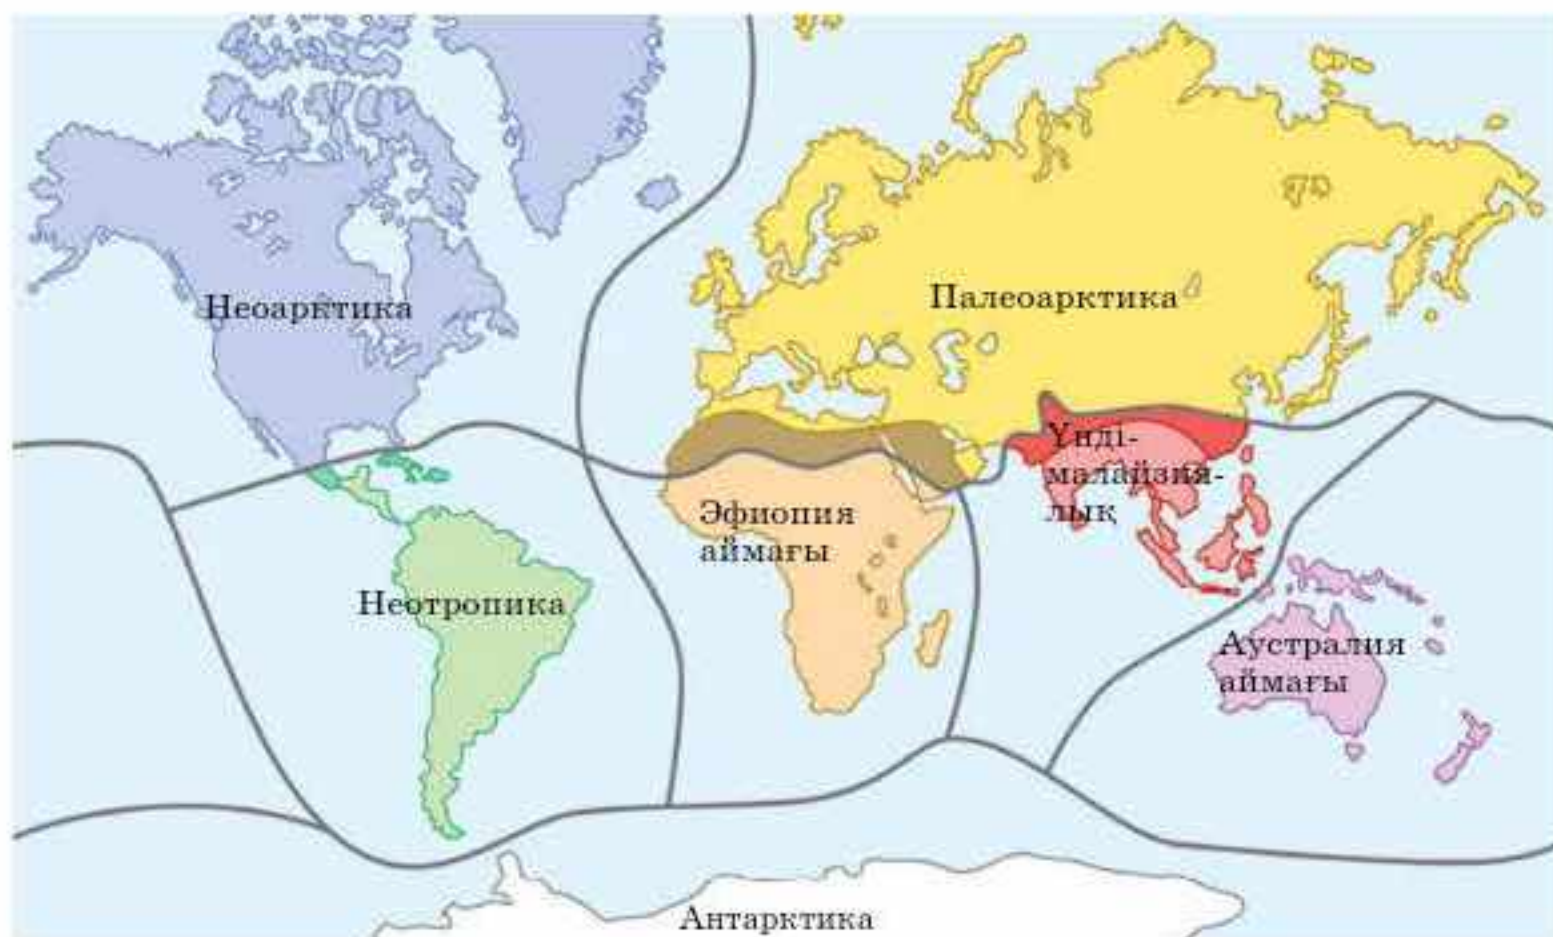 Неоарктика
Палеоарктика
Үнді-
малайзия-
лық
Эфиопия
аймағы
Неотропика
Аустралия
аймағы
Антарктика